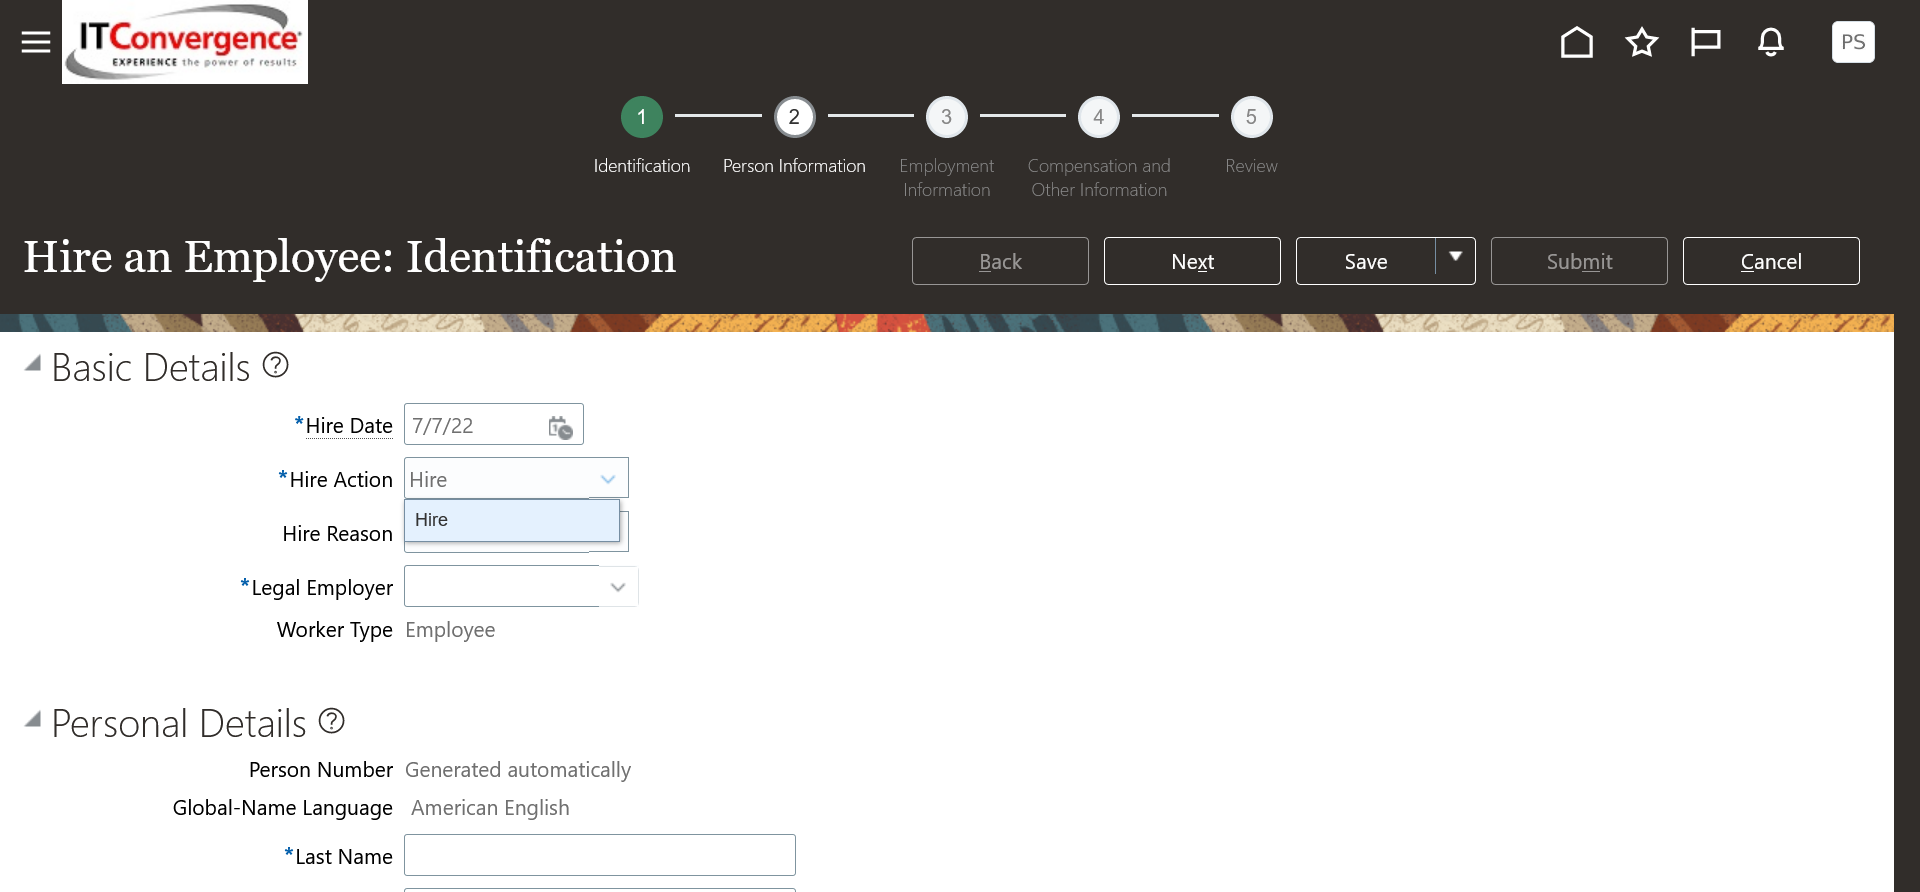 ITConvergence
EXPERIENCE the power of results
PS
1
2
3
4
5
Identification
Person Information
Employment
Information
Compensation and
Other Information
Review
Hire an Employee: Identification
Back
Next
Save
Submit
Cancel
Basic Details
*Hire Date 7/7/22
*Hire Action Hire
Hire
Hire Reason
*Legal Employer
Worker Type Employee
Personal Details
Person Number Generated automatically
Global-Name Language American English
*Last Name